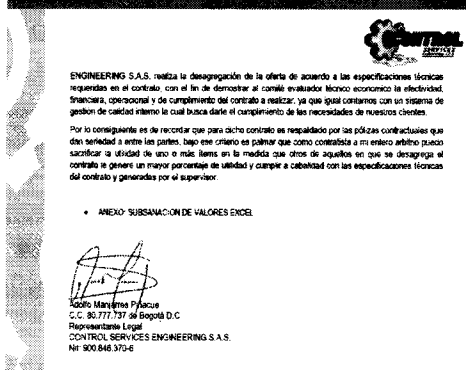 CONTROL
SERVICES
ENGINEERING S.A.S. realiza la desagregación de la oferta de acuerdo a las especificaciones técnicas
requeridas en el contrato, con el fin de demostrar al comité evaluador técnico economico la efectividad,
financiera, operacional y de cumplimiento del contrato a realizar, ya que igual contamos con un sistema de
gestion de calidad interno la cual busca darle el cumplimiento de las necesidades de nuestros clientes.
Por lo consiguiente es de recordar que para dicho contrato es respaldado por las pólizas contractuales que
dan seriedad a entre las partes, bajo ese criterio es palmar que como contratista a mi entero arbitrio puedo
sacrificar la utilidad de uno o más ítems en la medida que otros de aquellos en que se desagrega el
contrato le genere un mayor porcentaje de utilidad y cumplir a cabalidad con las especificaciones técnicas
del contrato y generadas por el supervisor.
• ANEXO: SUBSANACION DE VALORES EXCEL
Adolfo Manjarres
C.C. 80.777.737 de Bogotá D.C
Representante Legal
CONTROL SERVICES ENGINEERING S.A.S.
Nit: 900.846.370-6